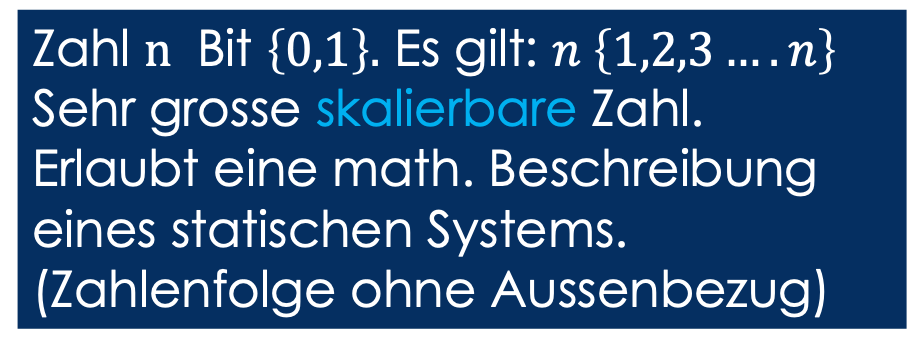 Zahl n Bit {0,1}. Es gilt: n {1,2,3 ... . n}
Sehr grosse skalierbare Zahl.
Erlaubt eine math. Beschreibung
eines statischen Systems.
(Zahlenfolge ohne Aussenbezug)